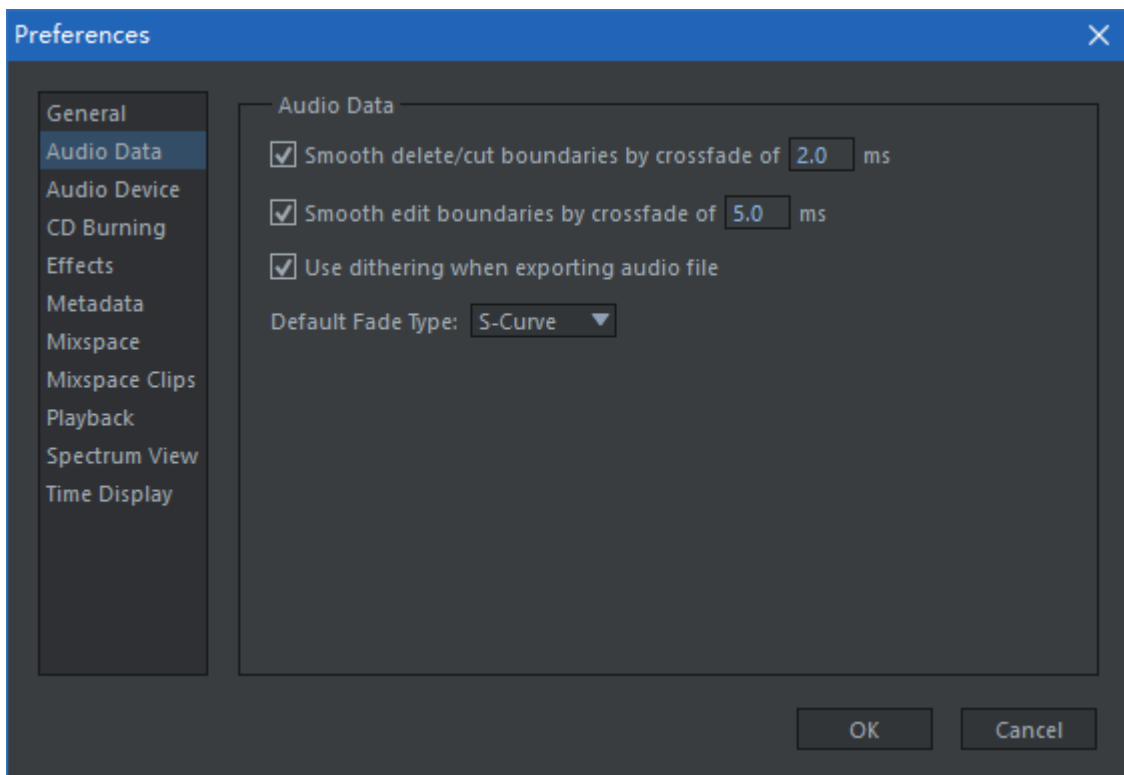 Preferences
General
Audio Data
Audio Device
CD Burning
Effects
Metadata
Mixspace
Mixspace Clips
Playback
Spectrum View
Time Display
Audio Data
Smooth delete/cut boundaries by crossfade of 2.0 ms
Smooth edit boundaries by crossfade of 5.0 ms
Use dithering when exporting audio file
Default Fade Type: S-Curve
OK Cancel